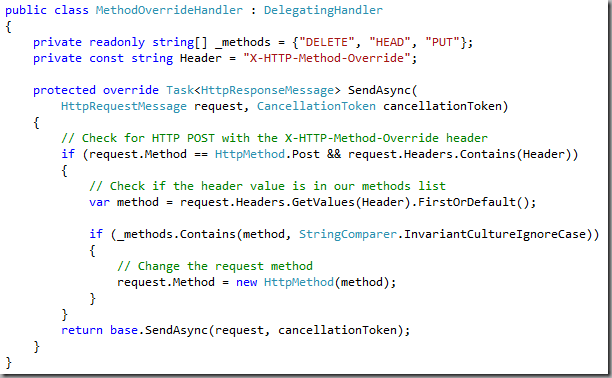 public class MethodOverrideHandler : DelegatingHandler
{
    private readonly string[] _methods = {"DELETE", "HEAD", "PUT"};
    private const string Header = "X-HTTP-Method-Override";

    protected override Task<HttpResponseMessage> SendAsync(
        HttpRequestMessage request, CancellationToken cancellationToken)
    {
        // Check for HTTP POST with the X-HTTP-Method-Override header
        if (request.Method == HttpMethod.Post && request.Headers.Contains(Header))
        {
            // Check if the header value is in our methods list
            var method = request.Headers.GetValues(Header).FirstOrDefault();

            if (_methods.Contains(method, StringComparer.InvariantCultureIgnoreCase))
            {
                // Change the request method
                request.Method = new HttpMethod(method);
            }
        }
        return base.SendAsync(request, cancellationToken);
    }
}